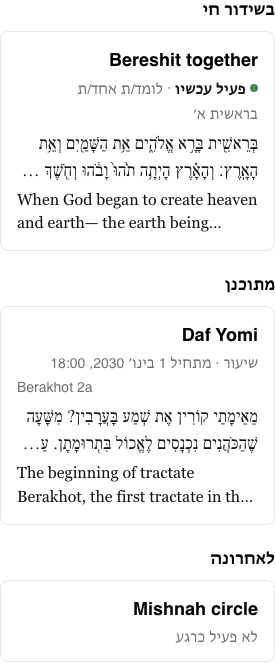 בשידור חי
Bereshit together
פעיל עכשיו · לומד/ת אחד/ת
בראשית א׳
בְּרֵאשִׁ֖ית בָּרָ֣א אֱלֹהִ֑ים אֵ֥ת הַשָּׁמַ֖יִם וְאֵ֥ת
הָאָֽרֶץ׃ וְהָאָ֗רֶץ הָיְתָ֥ה תֹ֙הוּ֙ וָבֹ֔הוּ וְחֹ֖שֶׁךְ ...
When God began to create heaven
and earth— the earth being...
מתוכנן
Daf Yomi
שיעור · מתחיל 1 בינו׳ 2030, 18:00
Berakhot 2a
מֵאֵימָתַי קוֹרִין אֶת שְׁמַע בָּעֲרָבִין? מִשָּׁעָה
שֶׁהַכֹּהֲנִים נִכְנָסִים לֶאֱכוֹל בִּתְרוּמָתָן. עַ...
The beginning of tractate
Berakhot, the first tractate in th...
לאחרונה
Mishnah circle
לא פעיל כרגע